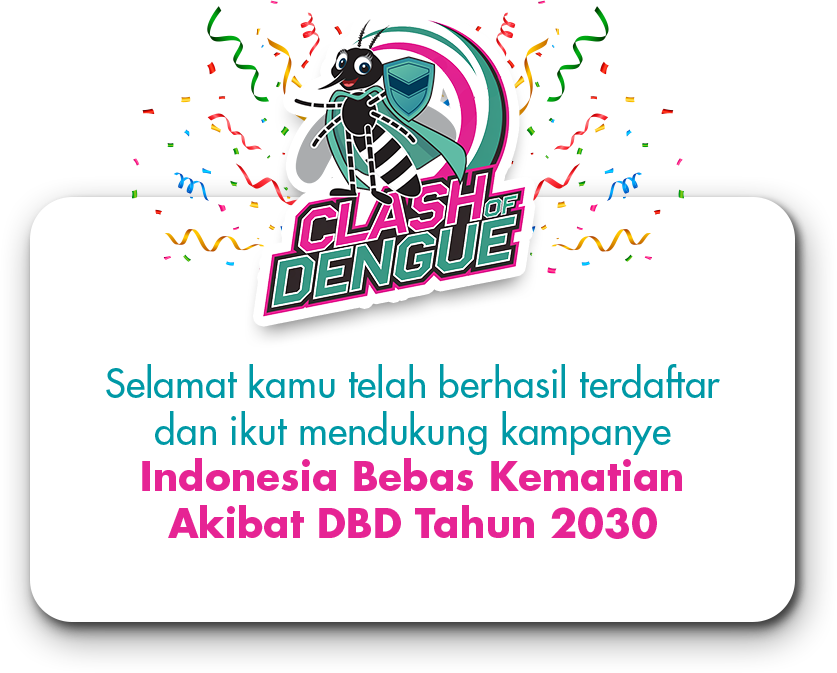 CLASH OF
DENGUE
Selamat kamu telah berhasil terdaftar
dan ikut mendukung kampanye
Indonesia Bebas Kematian
Akibat DBD Tahun 2030